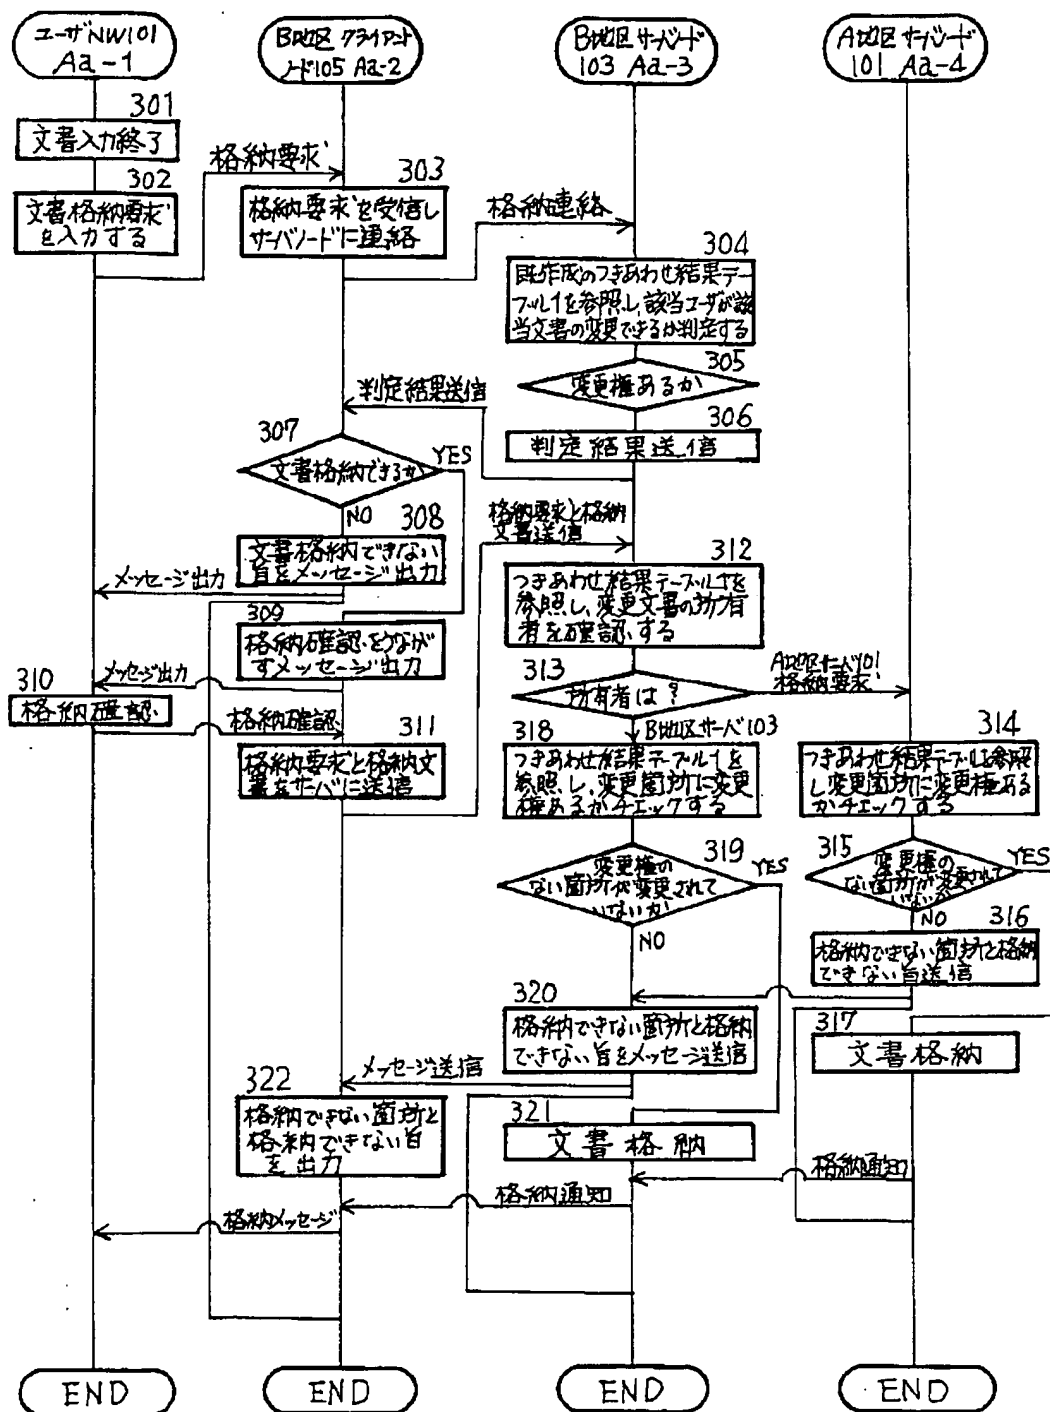 ユーザNW101
Aa-1
B地区クライアント
ノード105 Aa-2
B地区サーバノード
103 Aa-3
A地区サーバノード
101 Aa-4
301
文書入力終了
302
文書格納要求
を入力する
格納要求
303
格納要求を受信し
サーバノードに連絡
格納連絡
304
既作成のつきあわせ結果テー
ブル1を参照し、該当ユーザが該
当文書の変更できるか判定する
305
変更権あるか
306
判定結果送信
判定結果送信
307
文書格納できるか
YES
NO
308
文書格納できない
旨をメッセージ出力
メッセージ出力
309
格納確認をうなが
すメッセージ出力
メッセージ出力
310
格納確認
格納確認
311
格納要求と格納文
書をサーバに送信
格納要求と格納
文書送信
312
つきあわせ結果テーブル1を
参照し、変更文書の所有
者を確認する
313
所有者は?
A地区サーバ101
格納要求
B地区サーバ103
318
つきあわせ結果テーブル1を
参照し、変更箇所に変更
権あるかチェックする
314
つきあわせ結果テーブル1を参照
し変更箇所に変更権ある
かチェックする
319
変更権の
ない箇所が変更されて
いないか
YES
NO
315
変更権の
ない箇所が変更されて
いないか
YES
NO
316
格納できない箇所と格納
できない旨送信
317
文書格納
320
格納できない箇所と格納
できない旨をメッセージ送信
メッセージ送信
321
文書格納
322
格納できない箇所と
格納できない旨
を出力
格納通知
格納通知
格納メッセージ
END
END
END
END